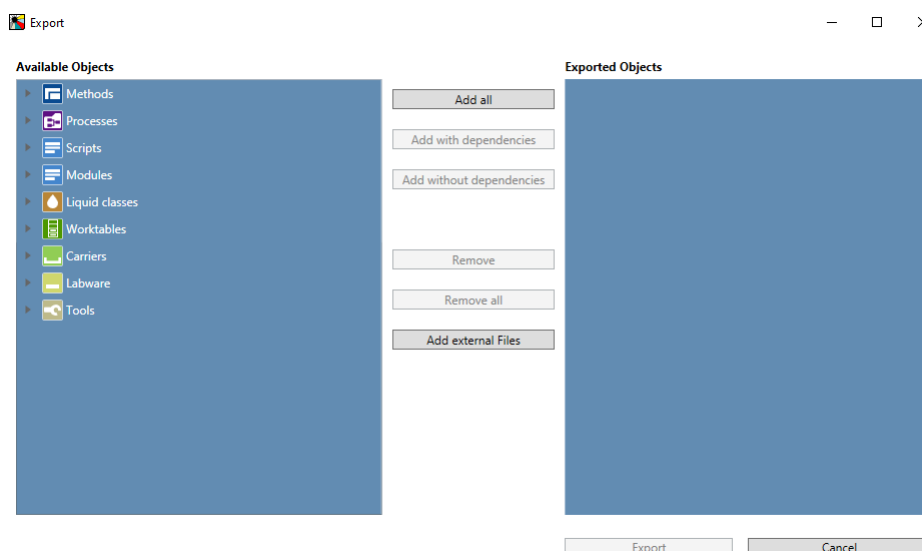 Export
Available Objects
Exported Objects
Methods
Processes
Scripts
Modules
Liquid classes
Worktables
Carriers
Labware
Tools
Add all
Add with dependencies
Add without dependencies
Remove
Remove all
Add external Files
Export
Cancel